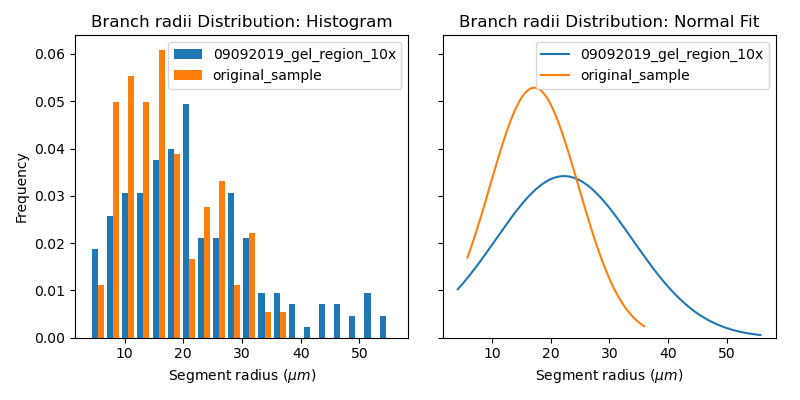 Branch radii Distribution: Histogram
09092019_gel_region_10x
original_sample
Frequency
0.06
0.05
0.04
0.03
0.02
0.01
0.00
10 20 30 40 50
Segment radius (μm)
Branch radii Distribution: Normal Fit
09092019_gel_region_10x
original_sample
10 20 30 40 50
Segment radius (μm)